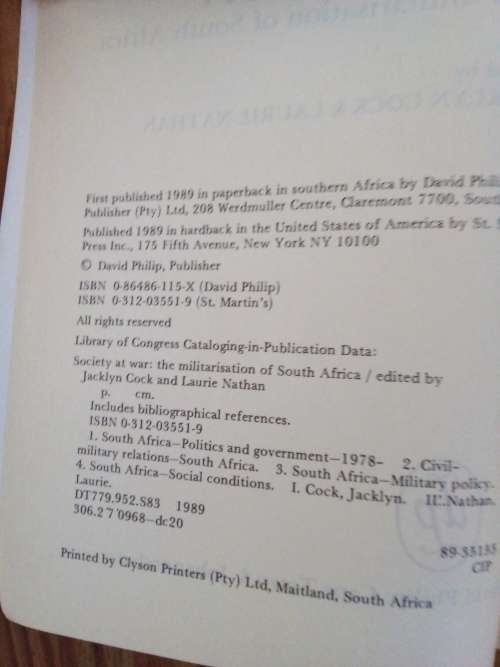 First published 1989 in paperback in southern Africa by David
Publisher (Pty) Ltd, 208 Werdmuller Centre, Claremont 7700,
Published 1989 in hardback in the United States of America by St.
Press Inc., 175 Fifth Avenue, New York NY 10100
© David Philip, Publisher
ISBN 0-86486-115-X (David Philip)
ISBN 0-312-03551-9 (St. Martin's)
All rights reserved
Library of Congress Cataloging-in-Publication Data:
Society at war: the militarisation of South Africa / edited by
Jacklyn Cock and Laurie Nathan
p. cm.
Includes bibliographical references.
ISBN 0-312-03551-9
1. South Africa—Politics and government—1978- 2. Civil-
military relations—South Africa. 3. South Africa—Military policy.
4. South Africa—Social conditions. I. Cock, Jacklyn. II. Nathan,
Laurie.
DT779.952.S83 1989
306.2'7'0968—dc20
89-33135
CIP
Printed by Clyson Printers (Pty) Ltd, Maitland, South Africa